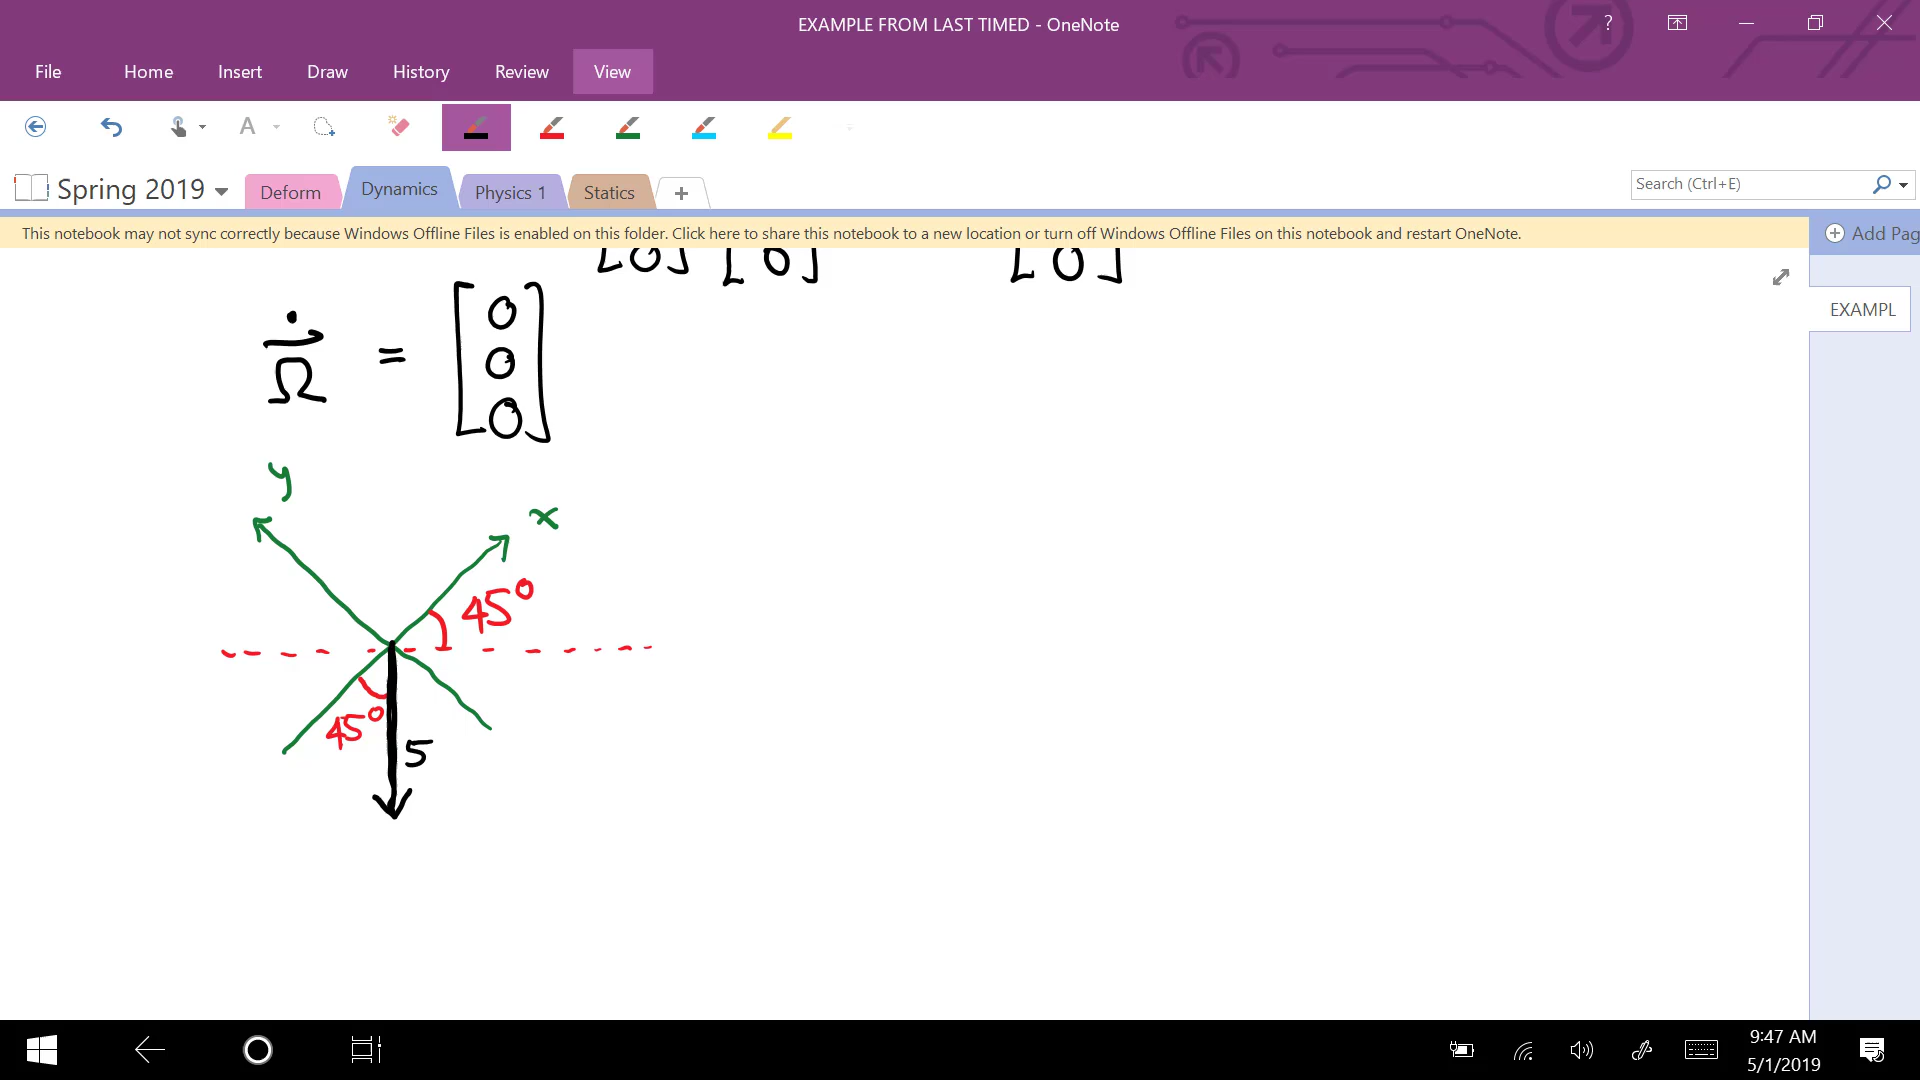 EXAMPLE FROM LAST TIMED - OneNote
?
File Home Insert Draw History Review View
A
Spring 2019 Deform Dynamics Physics 1 Statics +
Search (Ctrl+E)
This notebook may not sync correctly because Windows Offline Files is enabled on this folder. Click here to share this notebook to a new location or turn off Windows Offline Files on this notebook and restart OneNote.
Add Pag
EXAMPL
[0] [0] [0]
Ω̇ = [0
0
0]
y
x
45°
45°
5
9:47 AM
5/1/2019